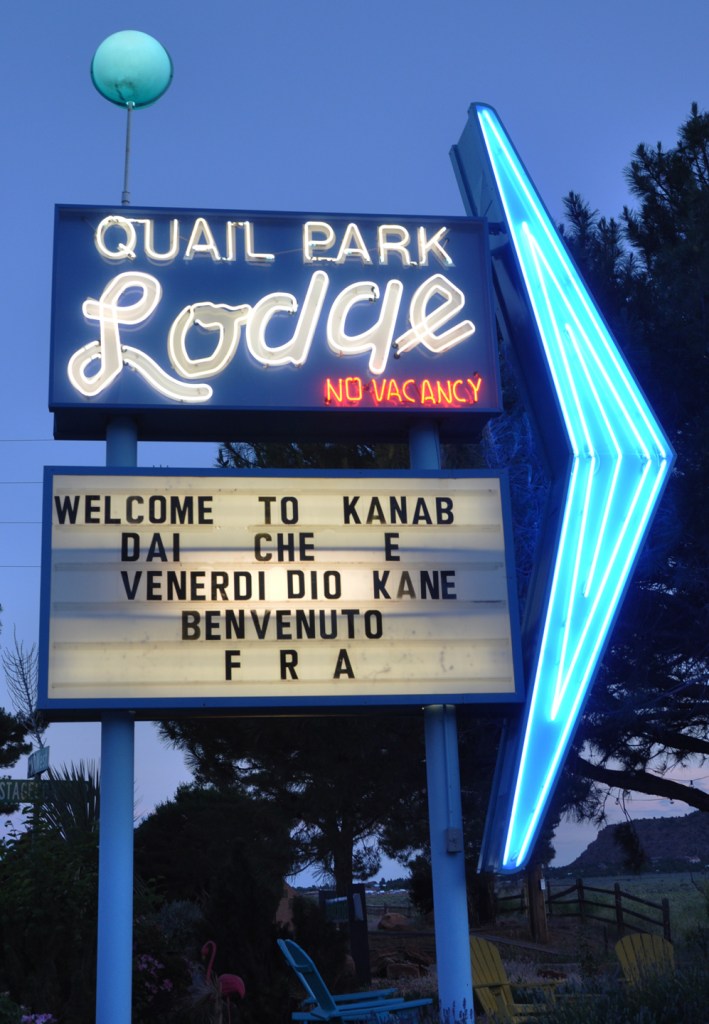 QUAIL PARK
Lodge
NO VACANCY
WELCOME TO KANAB
DAI CHE E
VENERDI DIO KANE
BENVENUTO
FRA